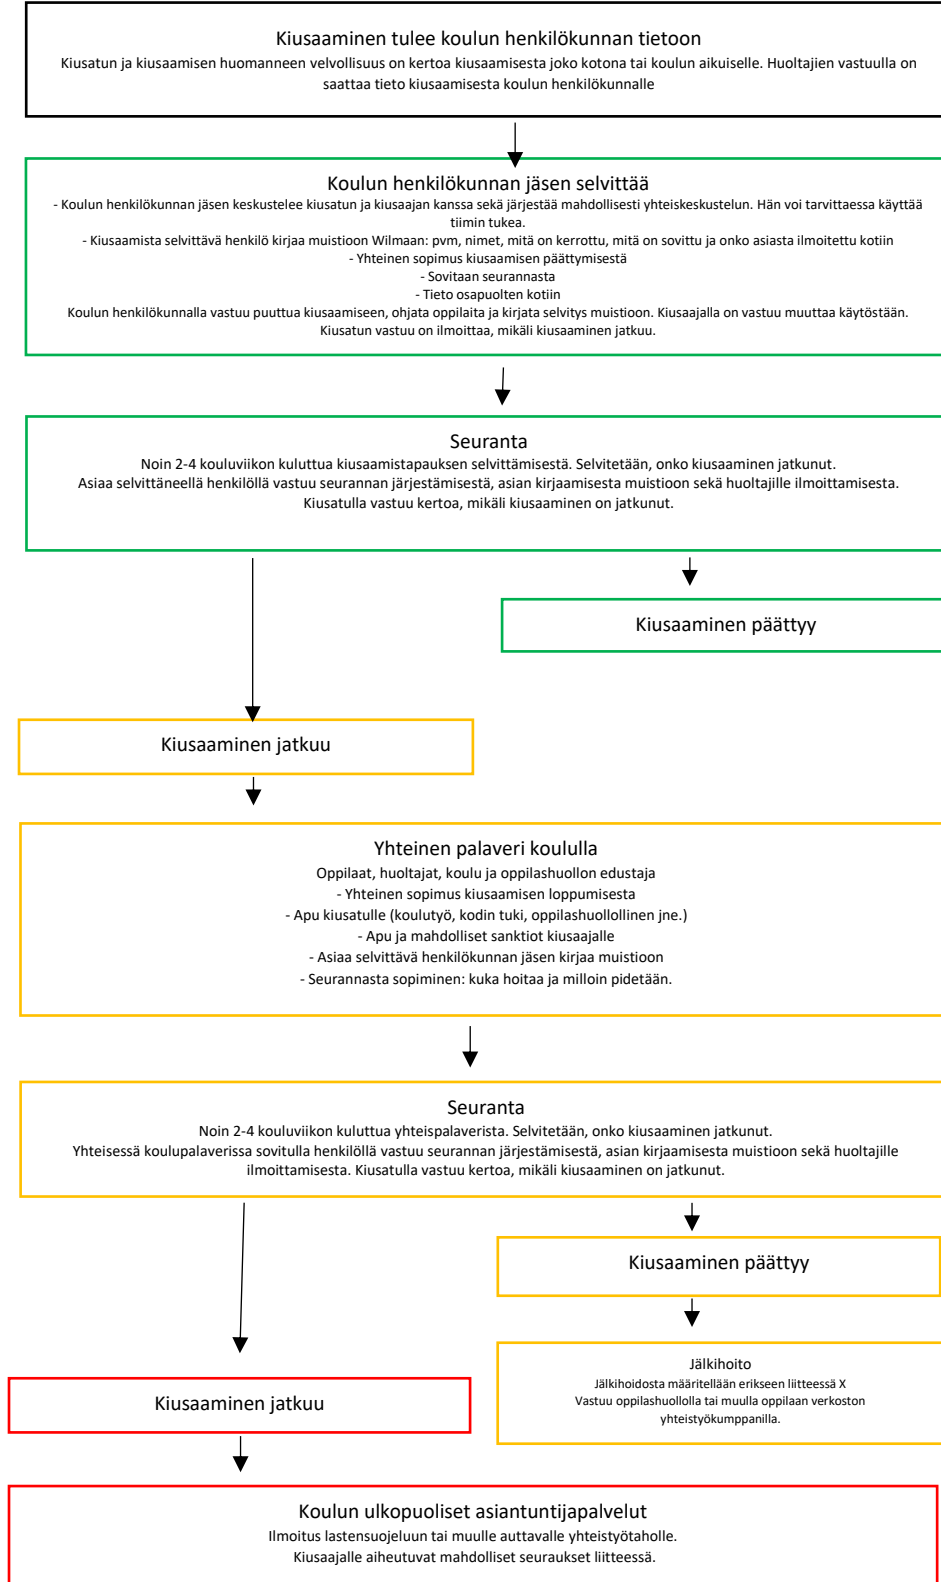 Kiusaaminen tulee koulun henkilökunnan tietoon
Kiusatun ja kiusaamisen huomanneen velvollisuus on kertoa kiusaamisesta joko kotona tai koulun aikuiselle. Huoltajien vastuulla on
saattaa tieto kiusaamisesta koulun henkilökunnalle
Koulun henkilökunnan jäsen selvittää
- Koulun henkilökunnan jäsen keskustelee kiusatun ja kiusaajan kanssa sekä järjestää mahdollisesti yhteiskeskustelun. Hän voi tarvittaessa käyttää
tiimin tukea.
- Kiusaamista selvittävä henkilö kirjaa muistioon Wilmaan: pvm, nimet, mitä on kerrottu, mitä on sovittu ja onko asiasta ilmoitettu kotiin
- Yhteinen sopimus kiusaamisen päättymisestä
- Sovitaan seurannasta
- Tieto osapuolten kotiin
Koulun henkilökunnalla vastuu puuttua kiusaamiseen, ohjata oppilaita ja kirjata selvitys muistioon. Kiusaajalla on vastuu muuttaa käytöstään.
Kiusatun vastuu on ilmoittaa, mikäli kiusaaminen jatkuu.
Seuranta
Noin 2-4 kouluviikon kuluttua kiusaamistapauksen selvittämisestä. Selvitetään, onko kiusaaminen jatkunut.
Asiaa selvittäneellä henkilöllä vastuu seurannan järjestämisestä, asian kirjaamisesta muistioon sekä huoltajille ilmoittamisesta.
Kiusatulla vastuu kertoa, mikäli kiusaaminen on jatkunut.
Kiusaaminen päättyy
Kiusaaminen jatkuu
Yhteinen palaveri koululla
Oppilaat, huoltajat, koulu ja oppilashuollon edustaja
- Yhteinen sopimus kiusaamisen loppumisesta
- Apu kiusatulle (koulutyö, kodin tuki, oppilashuollollinen jne.)
- Apu ja mahdolliset sanktiot kiusaajalle
- Asiaa selvittävä henkilökunnan jäsen kirjaa muistioon
- Seurannasta sopiminen: kuka hoitaa ja milloin pidetään.
Seuranta
Noin 2-4 kouluviikon kuluttua yhteispalaverista. Selvitetään, onko kiusaaminen jatkunut.
Yhteisessä koulupalaverissa sovitulla henkilöllä vastuu seurannan järjestämisestä, asian kirjaamisesta muistioon sekä huoltajille
ilmoittamisesta. Kiusatulla vastuu kertoa, mikäli kiusaaminen on jatkunut.
Kiusaaminen päättyy
Jälkihoito
Jälkihoidosta määritellään erikseen liitteessä X
Vastuu oppilashuollolla tai muulla oppilaan verkoston
yhteistyökumppanilla.
Kiusaaminen jatkuu
Koulun ulkopuoliset asiantuntijapalvelut
Ilmoitus lastensuojeluun tai muulle auttavalle yhteistyötaholle.
Kiusaajalle aiheutuvat mahdolliset seuraukset liitteessä.